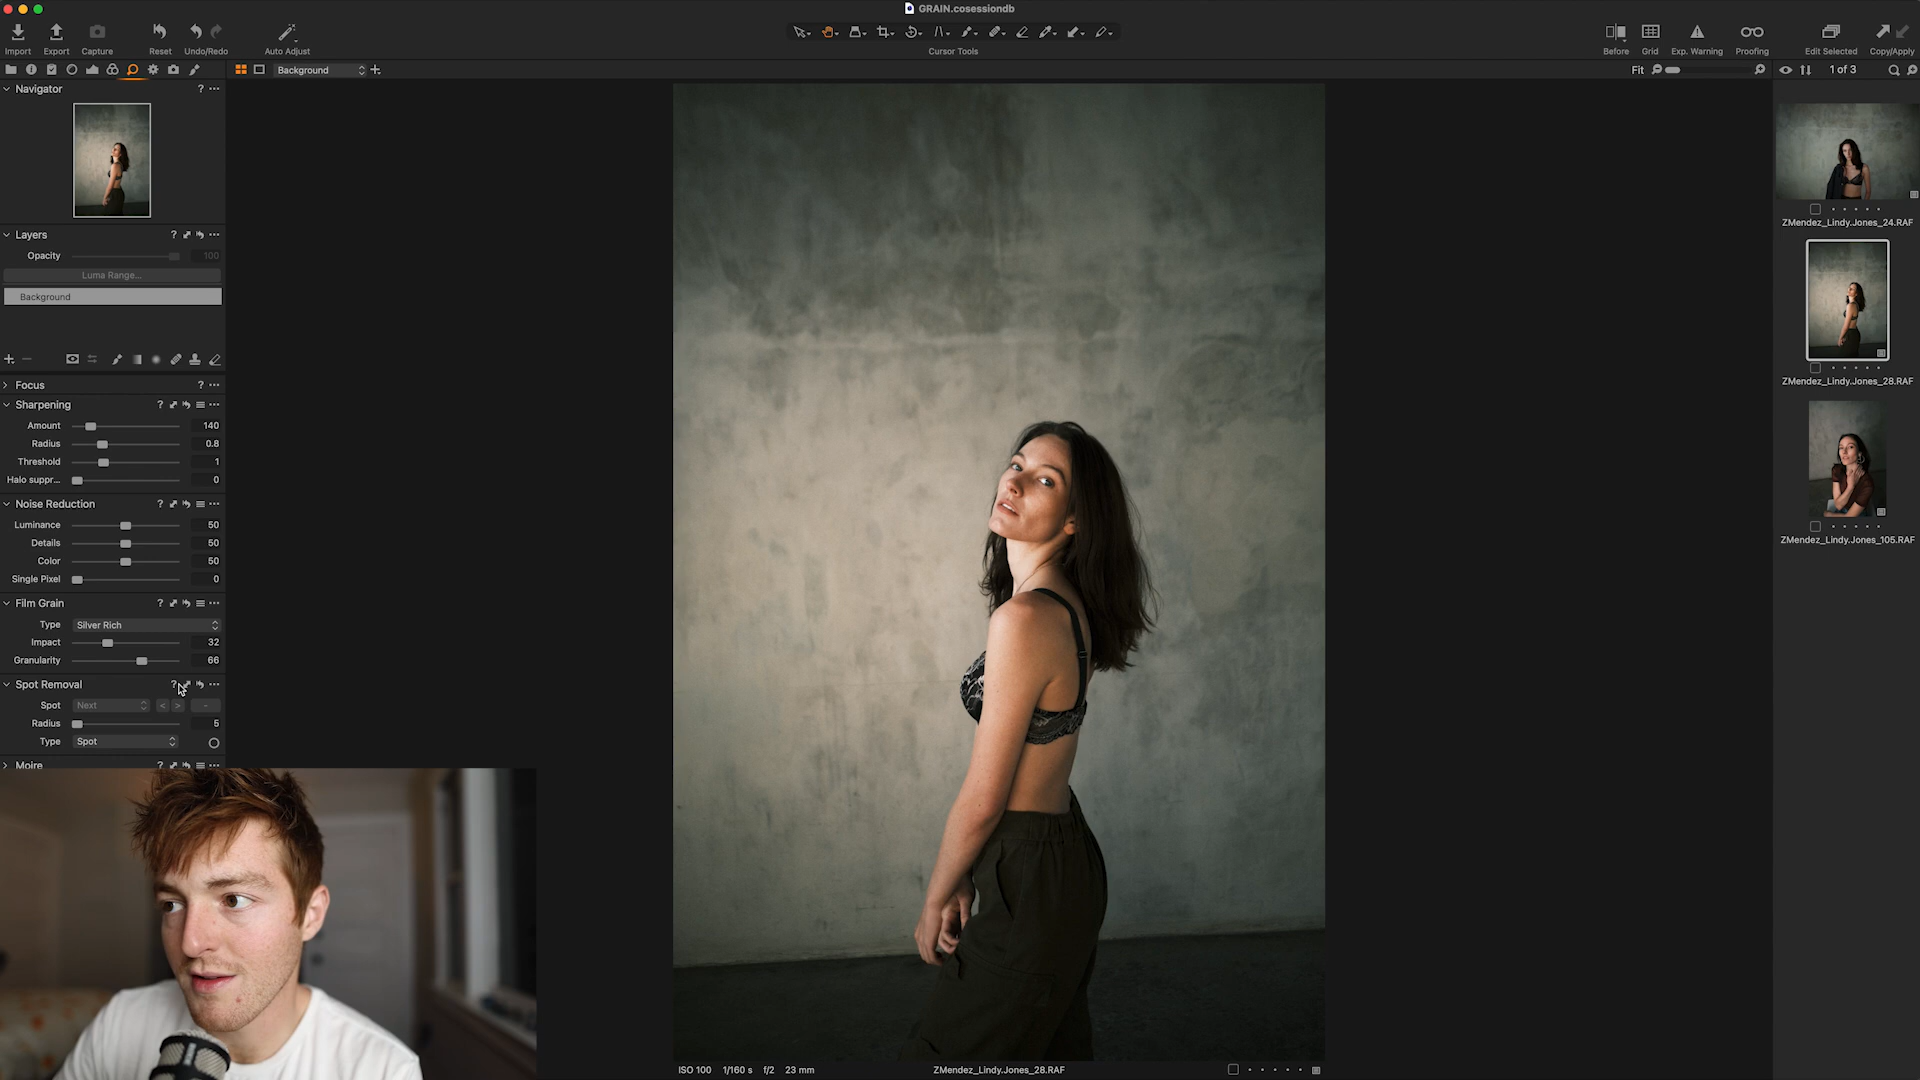 GRAIN.cosessiondb
Import
Export
Capture
Reset
Undo/Redo
Auto Adjust
Cursor Tools
Before
Grid
Exp. Warning
Proofing
Edit Selected
Copy/Apply
Background
Fit
1 of 3
Navigator
?
Layers
?
Opacity 100
Luma Range...
Background
Focus
?
Sharpening
?
Amount 140
Radius 0.8
Threshold 1
Halo suppr... 0
Noise Reduction
?
Luminance 50
Details 50
Color 50
Single Pixel 0
Film Grain
?
Type Silver Rich
Impact 32
Granularity 66
Spot Removal
?
Spot Next < > -
Radius 5
Type Spot
Moire
?
ISO 100 1/160 s f/2 23 mm
ZMendez_Lindy.Jones_28.RAF
ZMendez_Lindy.Jones_24.RAF
ZMendez_Lindy.Jones_28.RAF
ZMendez_Lindy.Jones_105.RAF